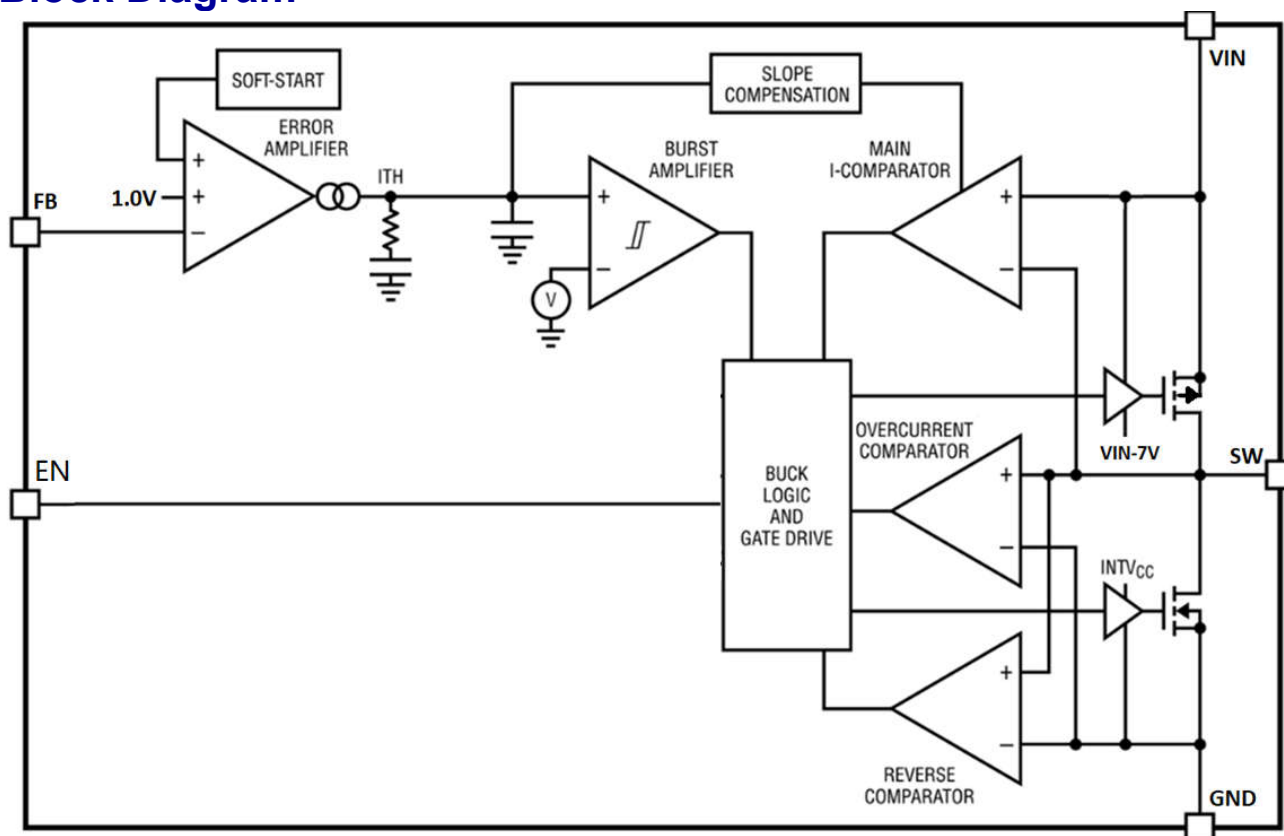 Block Diagram
VIN
SOFT-START
SLOPE
COMPENSATION
ERROR
AMPLIFIER
BURST
AMPLIFIER
MAIN
I-COMPARATOR
ITH
FB
1.0V
+
+
−
+
−
V
+
−
VIN-7V
SW
OVERCURRENT
COMPARATOR
EN
BUCK
LOGIC
AND
GATE DRIVE
+
−
INTVCC
+
−
REVERSE
COMPARATOR
GND